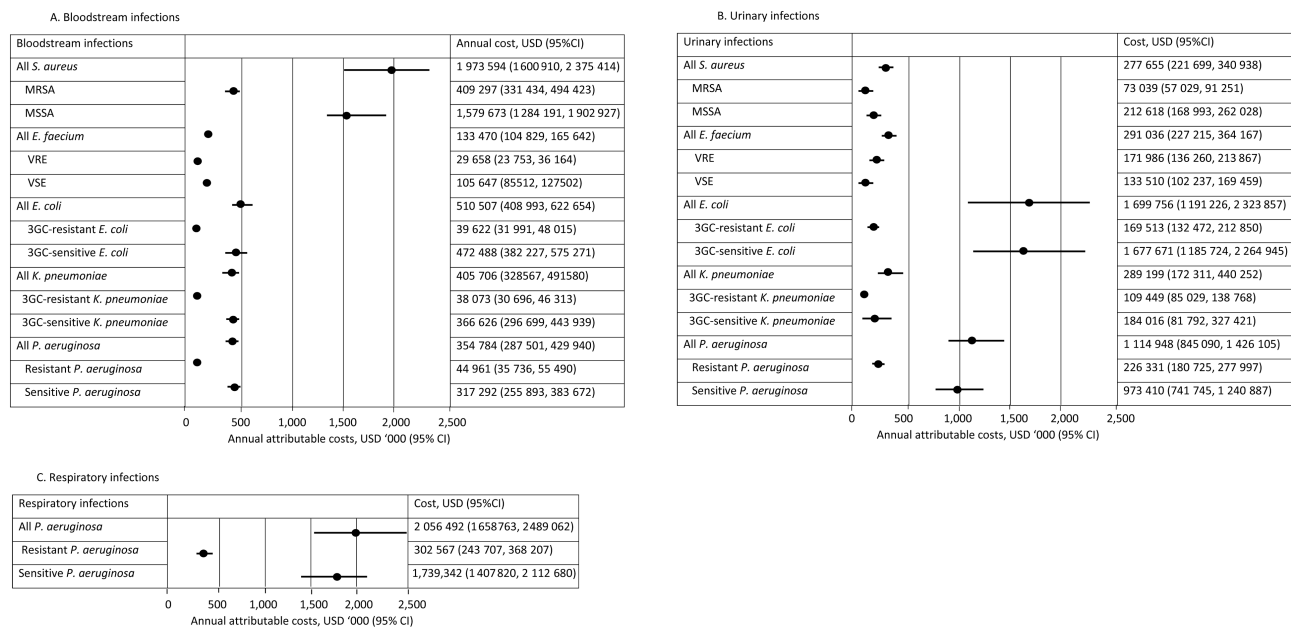 A. Bloodstream infections
Bloodstream infections Annual cost, USD (95%CI)
All S. aureus 1 973 594 (1600 910, 2 375 414)
MRSA 409 297 (331 434, 494 423)
MSSA 1,579 673 (1 284 191, 1 902 927)
All E. faecium 133 470 (104 829, 165 642)
VRE 29 658 (23 753, 36 164)
VSE 105 647 (85512, 127502)
All E. coli 510 507 (408 993, 622 654)
3GC-resistant E. coli 39 622 (31 991, 48 015)
3GC-sensitive E. coli 472 488 (382 227, 575 271)
All K. pneumoniae 405 706 (328567, 491580)
3GC-resistant K. pneumoniae 38 073 (30 696, 46 313)
3GC-sensitive K. pneumoniae 366 626 (296 699, 443 939)
All P. aeruginosa 354 784 (287 501, 429 940)
Resistant P. aeruginosa 44 961 (35 736, 55 490)
Sensitive P. aeruginosa 317 292 (255 893, 383 672)
0 500 1,000 1,500 2,000 2,500
Annual attributable costs, USD '000 (95% CI)
B. Urinary infections
Urinary infections Cost, USD (95%CI)
All S. aureus 277 655 (221 699, 340 938)
MRSA 73 039 (57 029, 91 251)
MSSA 212 618 (168 993, 262 028)
All E. faecium 291 036 (227 215, 364 167)
VRE 171 986 (136 260, 213 867)
VSE 133 510 (102 237, 169 459)
All E. coli 1 699 756 (1 191 226, 2 323 857)
3GC-resistant E. coli 169 513 (132 472, 212 850)
3GC-sensitive E. coli 1 677 671 (1 185 724, 2 264 945)
All K. pneumoniae 289 199 (172 311, 440 252)
3GC-resistant K. pneumoniae 109 449 (85 029, 138 768)
3GC-sensitive K. pneumoniae 184 016 (81 792, 327 421)
All P. aeruginosa 1 114 948 (845 090, 1 426 105)
Resistant P. aeruginosa 226 331 (180 725, 277 997)
Sensitive P. aeruginosa 973 410 (741 745, 1 240 887)
0 500 1,000 1,500 2,000 2,500
Annual attributable costs, USD '000 (95% CI)
C. Respiratory infections
Respiratory infections Cost, USD (95%CI)
All P. aeruginosa 2 056 492 (1658763, 2489 062)
Resistant P. aeruginosa 302 567 (243 707, 368 207)
Sensitive P. aeruginosa 1,739,342 (1 407820, 2 112 680)
0 500 1,000 1,500 2,000 2,500
Annual attributable costs, USD '000 (95% CI)